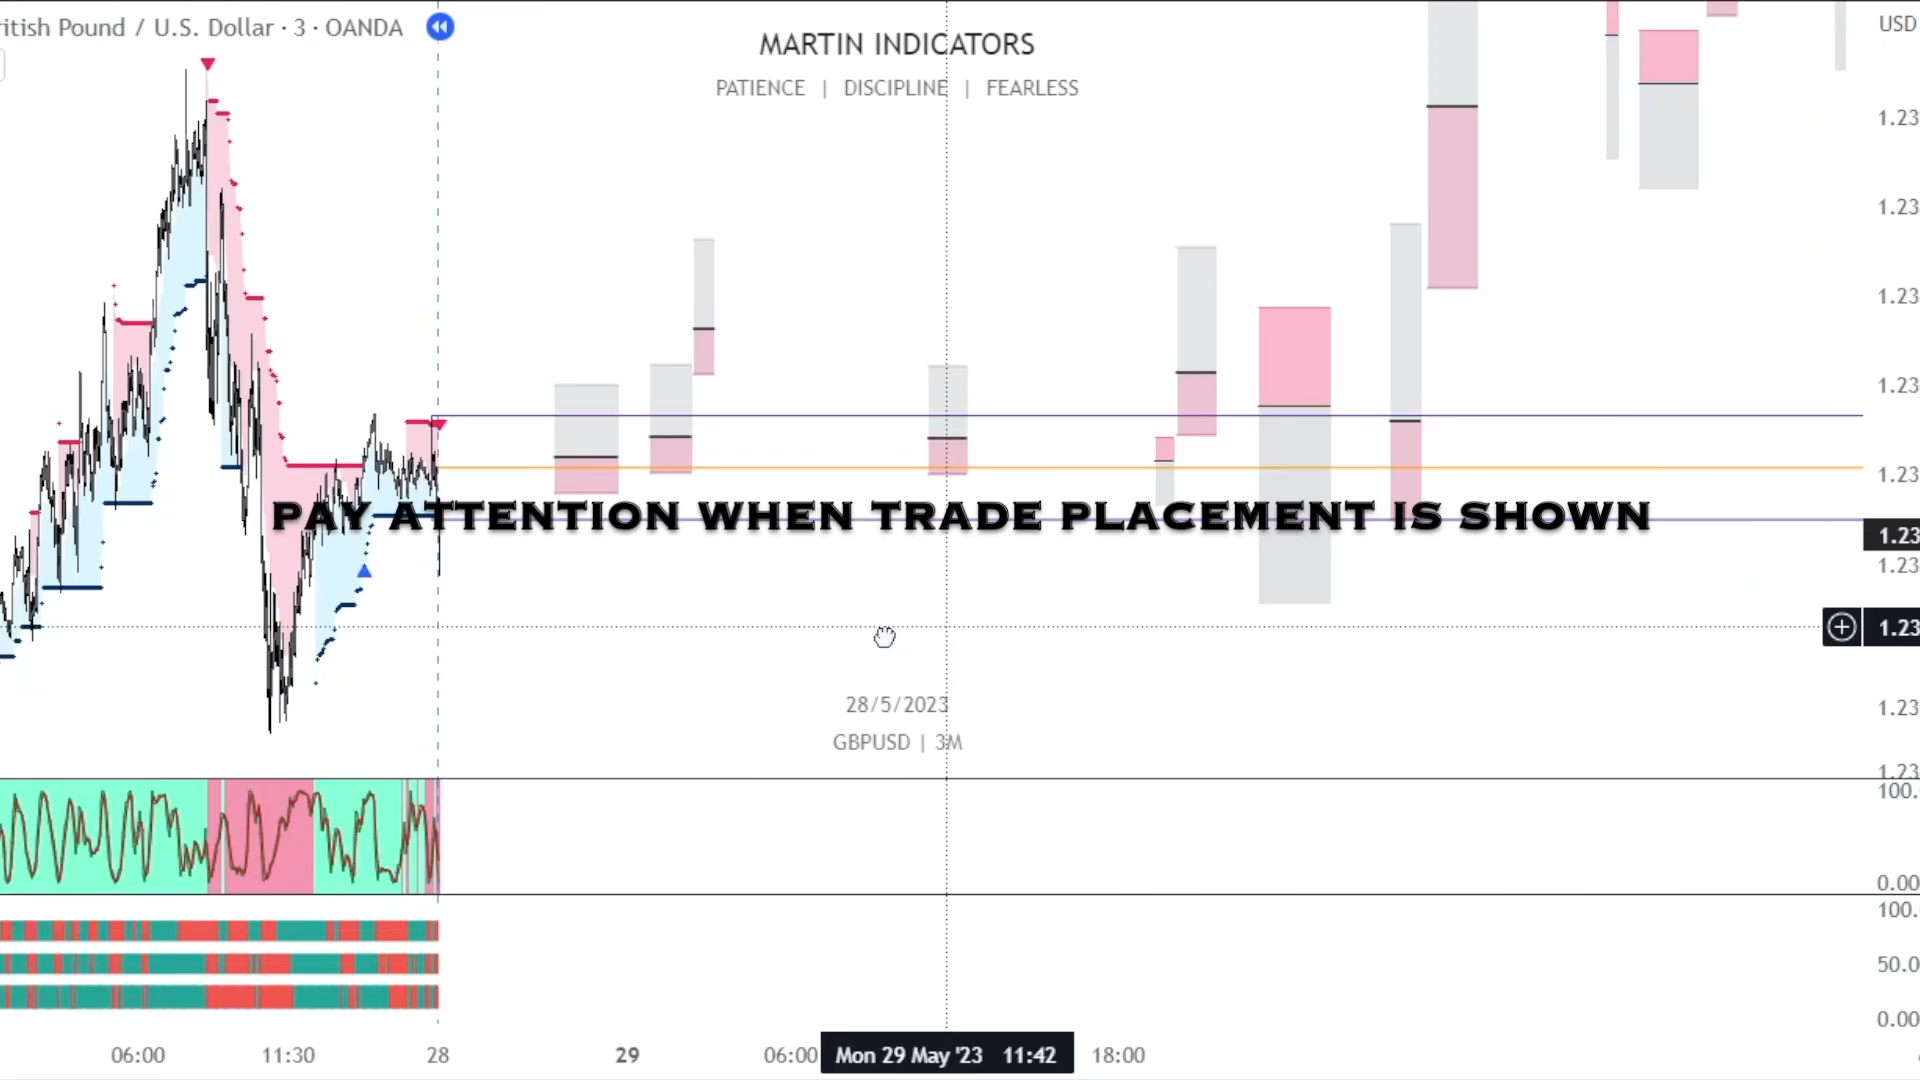 itish Pound / U.S. Dollar · 3 · OANDA
MARTIN INDICATORS
PATIENCE | DISCIPLINE | FEARLESS
USD
1.23
1.23
1.23
1.23
1.23
PAY ATTENTION WHEN TRADE PLACEMENT IS SHOWN
1.23
1.23
1.23
28/5/2023
1.23
GBPUSD | 3M
1.23
100.
0.00
100.
50.0
0.00
06:00 11:30 28 29 06:00 Mon 29 May '23 11:42 18:00